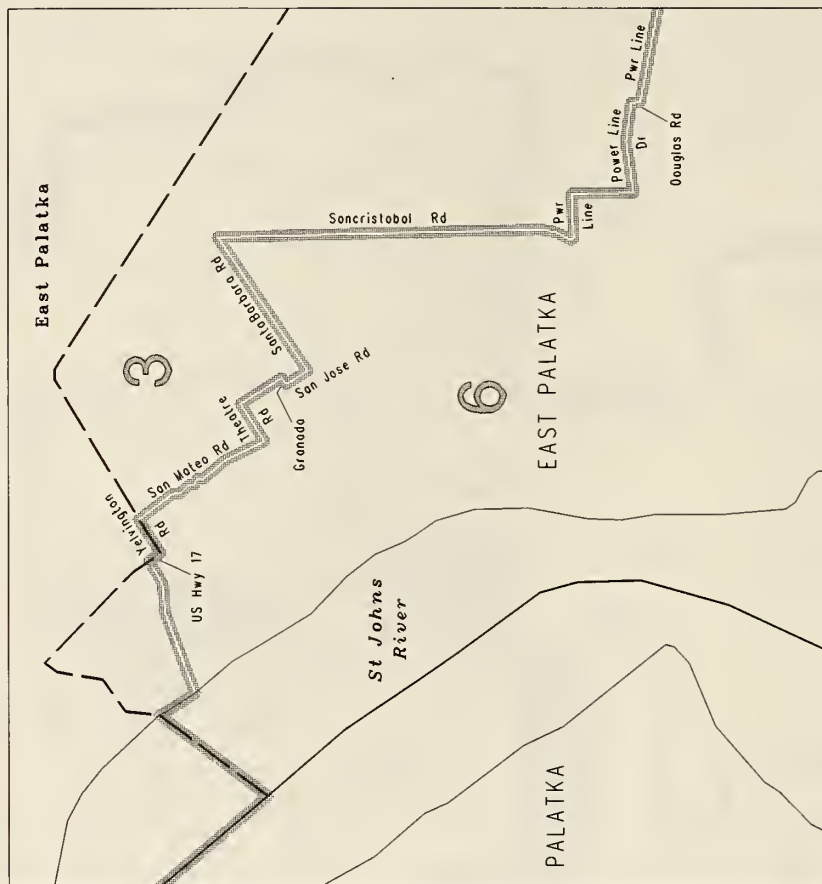 East Palatka
3
Yelvington
Rd
San Mateo Rd
US Hwy 17
Theatre
Rd
Granada
San Jose Rd
SantaBarbara Rd
Sancristobal Rd
Pwr
Line
Power Line
Dr
Douglas Rd
Pwr Line
6
EAST PALATKA
St Johns
River
PALATKA